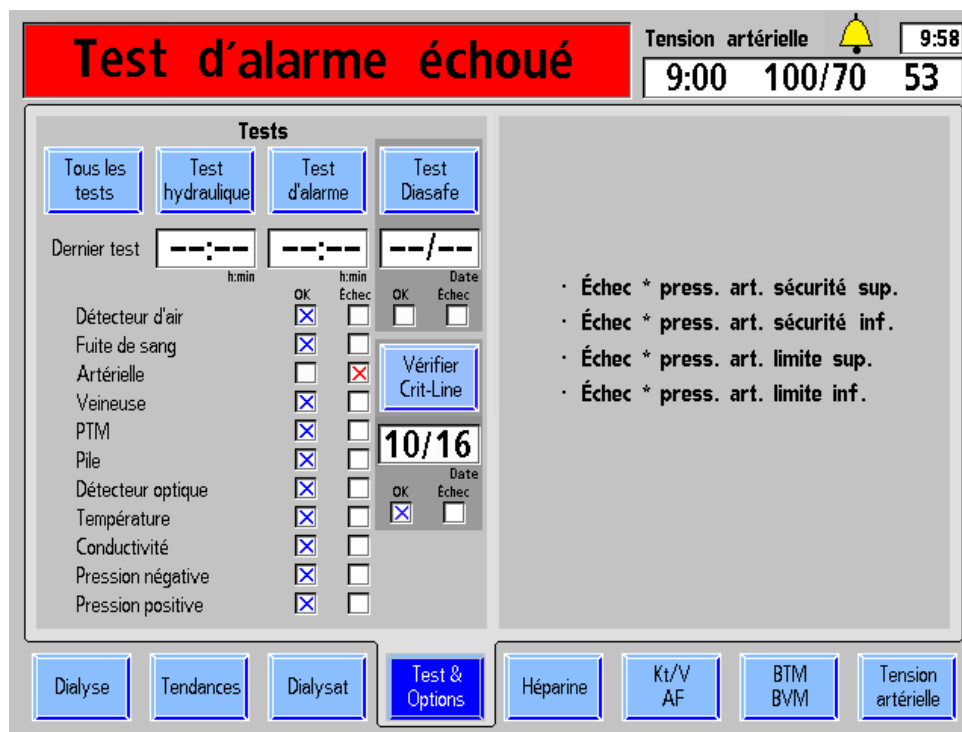 Test d´alarme échoué
Tension artérielle
9:58
9:00 100/70 53
Tests
Tous les tests
Test hydraulique
Test d'alarme
Test Diasafe
Dernier test --:-- --:-- --/--
h:min h:min Date
OK Échec OK Échec
Détecteur d'air
Fuite de sang
Artérielle
Veineuse
PTM
Pile
Détecteur optique
Température
Conductivité
Pression négative
Pression positive
Vérifier
Crit-Line
10/16
Date
OK Échec
· Échec * press. art. sécurité sup.
· Échec * press. art. sécurité inf.
· Échec * press. art. limite sup.
· Échec * press. art. limite inf.
Dialyse
Tendances
Dialysat
Test &
Options
Héparine
Kt/V
AF
BTM
BVM
Tension
artérielle